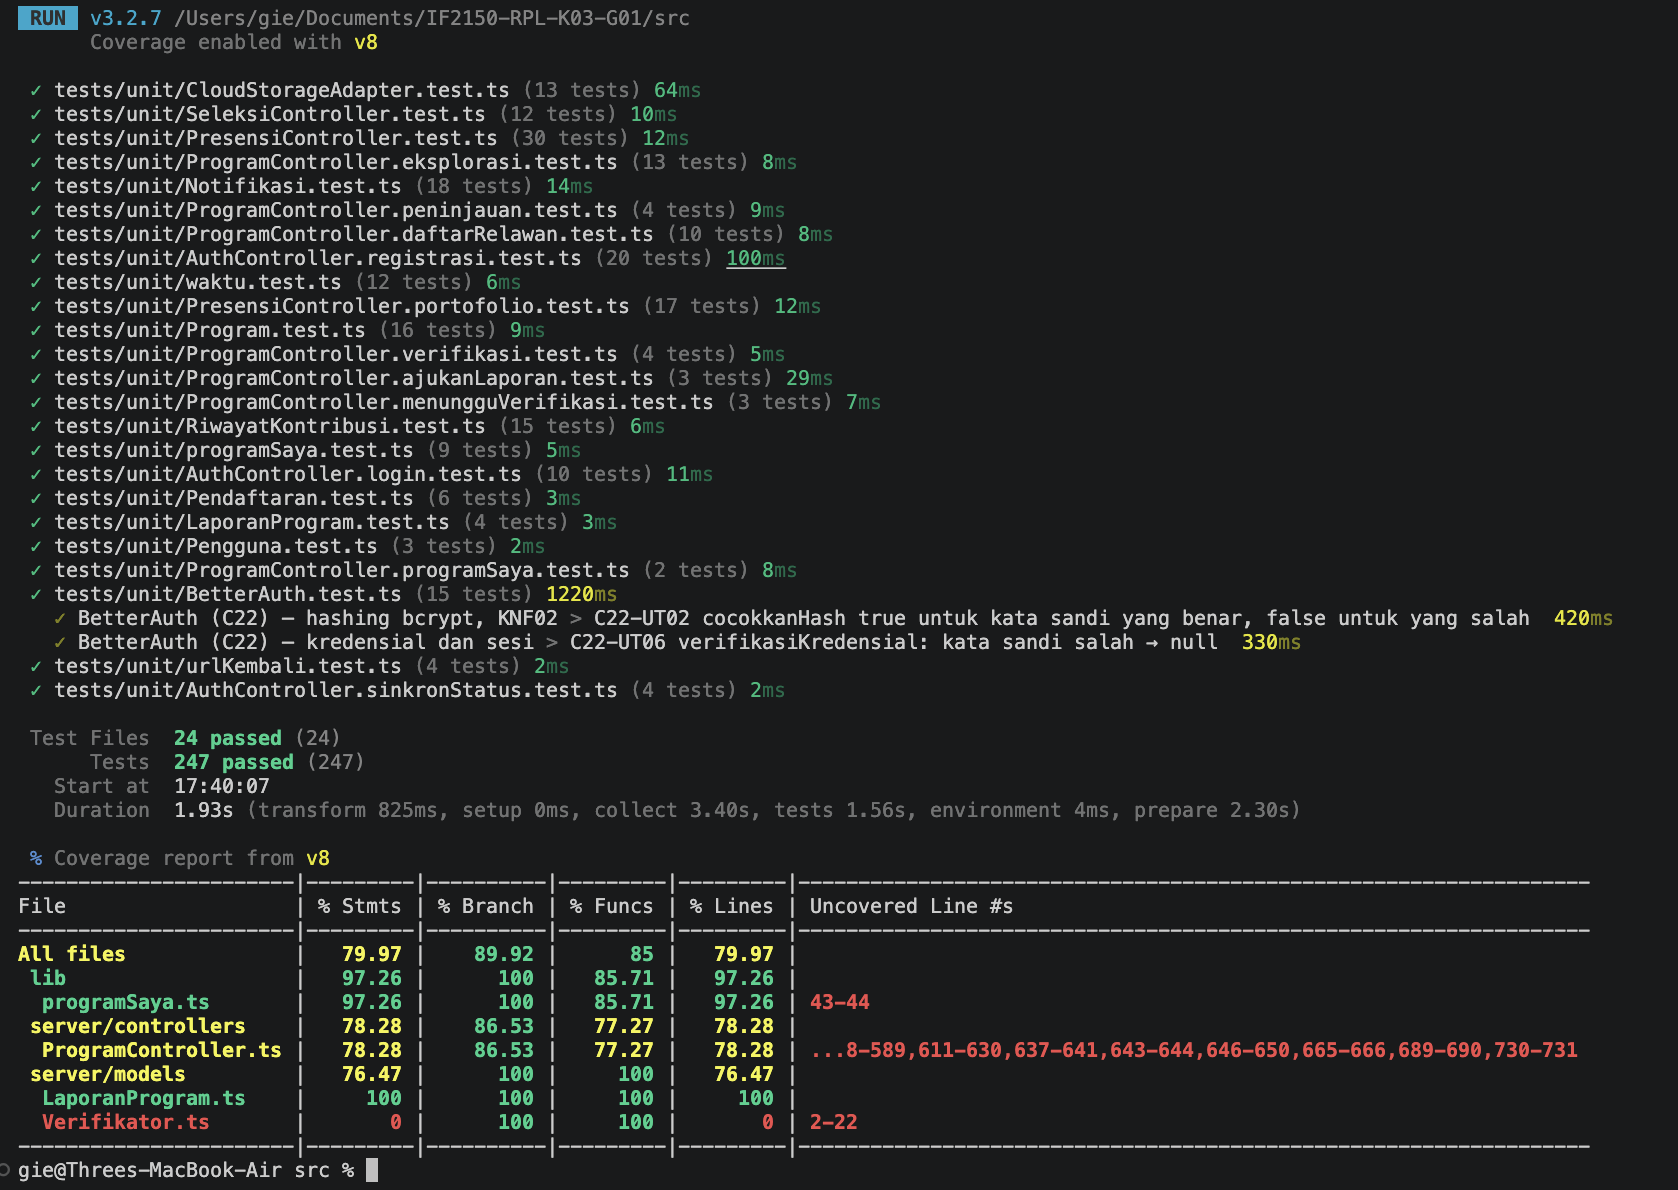 RUN v3.2.7 /Users/gie/Documents/IF2150-RPL-K03-G01/src
Coverage enabled with v8
✓ tests/unit/CloudStorageAdapter.test.ts (13 tests) 64ms
✓ tests/unit/SeleksiController.test.ts (12 tests) 10ms
✓ tests/unit/PresensiController.test.ts (30 tests) 12ms
✓ tests/unit/ProgramController.eksplorasi.test.ts (13 tests) 8ms
✓ tests/unit/Notifikasi.test.ts (18 tests) 14ms
✓ tests/unit/ProgramController.peninjauan.test.ts (4 tests) 9ms
✓ tests/unit/ProgramController.daftarRelawan.test.ts (10 tests) 8ms
✓ tests/unit/AuthController.registrasi.test.ts (20 tests) 100ms
✓ tests/unit/waktu.test.ts (12 tests) 6ms
✓ tests/unit/PresensiController.portofolio.test.ts (17 tests) 12ms
✓ tests/unit/Program.test.ts (16 tests) 9ms
✓ tests/unit/ProgramController.verifikasi.test.ts (4 tests) 5ms
✓ tests/unit/ProgramController.ajukanLaporan.test.ts (3 tests) 29ms
✓ tests/unit/ProgramController.menungguVerifikasi.test.ts (3 tests) 7ms
✓ tests/unit/RiwayatKontribusi.test.ts (15 tests) 6ms
✓ tests/unit/programSaya.test.ts (9 tests) 5ms
✓ tests/unit/AuthController.login.test.ts (10 tests) 11ms
✓ tests/unit/Pendaftaran.test.ts (6 tests) 3ms
✓ tests/unit/LaporanProgram.test.ts (4 tests) 3ms
✓ tests/unit/Pengguna.test.ts (3 tests) 2ms
✓ tests/unit/ProgramController.programSaya.test.ts (2 tests) 8ms
✓ tests/unit/BetterAuth.test.ts (15 tests) 1220ms
✓ BetterAuth (C22) — hashing bcrypt, KNF02 > C22-UT02 cocokkanHash true untuk kata sandi yang benar, false untuk yang salah 420ms
✓ BetterAuth (C22) — kredensial dan sesi > C22-UT06 verifikasiKredensial: kata sandi salah → null 330ms
✓ tests/unit/urlKembali.test.ts (4 tests) 2ms
✓ tests/unit/AuthController.sinkronStatus.test.ts (4 tests) 2ms
Test Files 24 passed (24)
Tests 247 passed (247)
Start at 17:40:07
Duration 1.93s (transform 825ms, setup 0ms, collect 3.40s, tests 1.56s, environment 4ms, prepare 2.30s)
% Coverage report from v8
File | % Stmts | % Branch | % Funcs | % Lines | Uncovered Line #s
All files | 79.97 | 89.92 | 85 | 79.97 |
lib | 97.26 | 100 | 85.71 | 97.26 |
programSaya.ts | 97.26 | 100 | 85.71 | 97.26 | 43-44
server/controllers | 78.28 | 86.53 | 77.27 | 78.28 |
ProgramController.ts | 78.28 | 86.53 | 77.27 | 78.28 | ...8-589,611-630,637-641,643-644,646-650,665-666,689-690,730-731
server/models | 76.47 | 100 | 100 | 76.47 |
LaporanProgram.ts | 100 | 100 | 100 | 100 |
Verifikator.ts | 0 | 100 | 100 | 0 | 2-22
gie@Threes-MacBook-Air src %